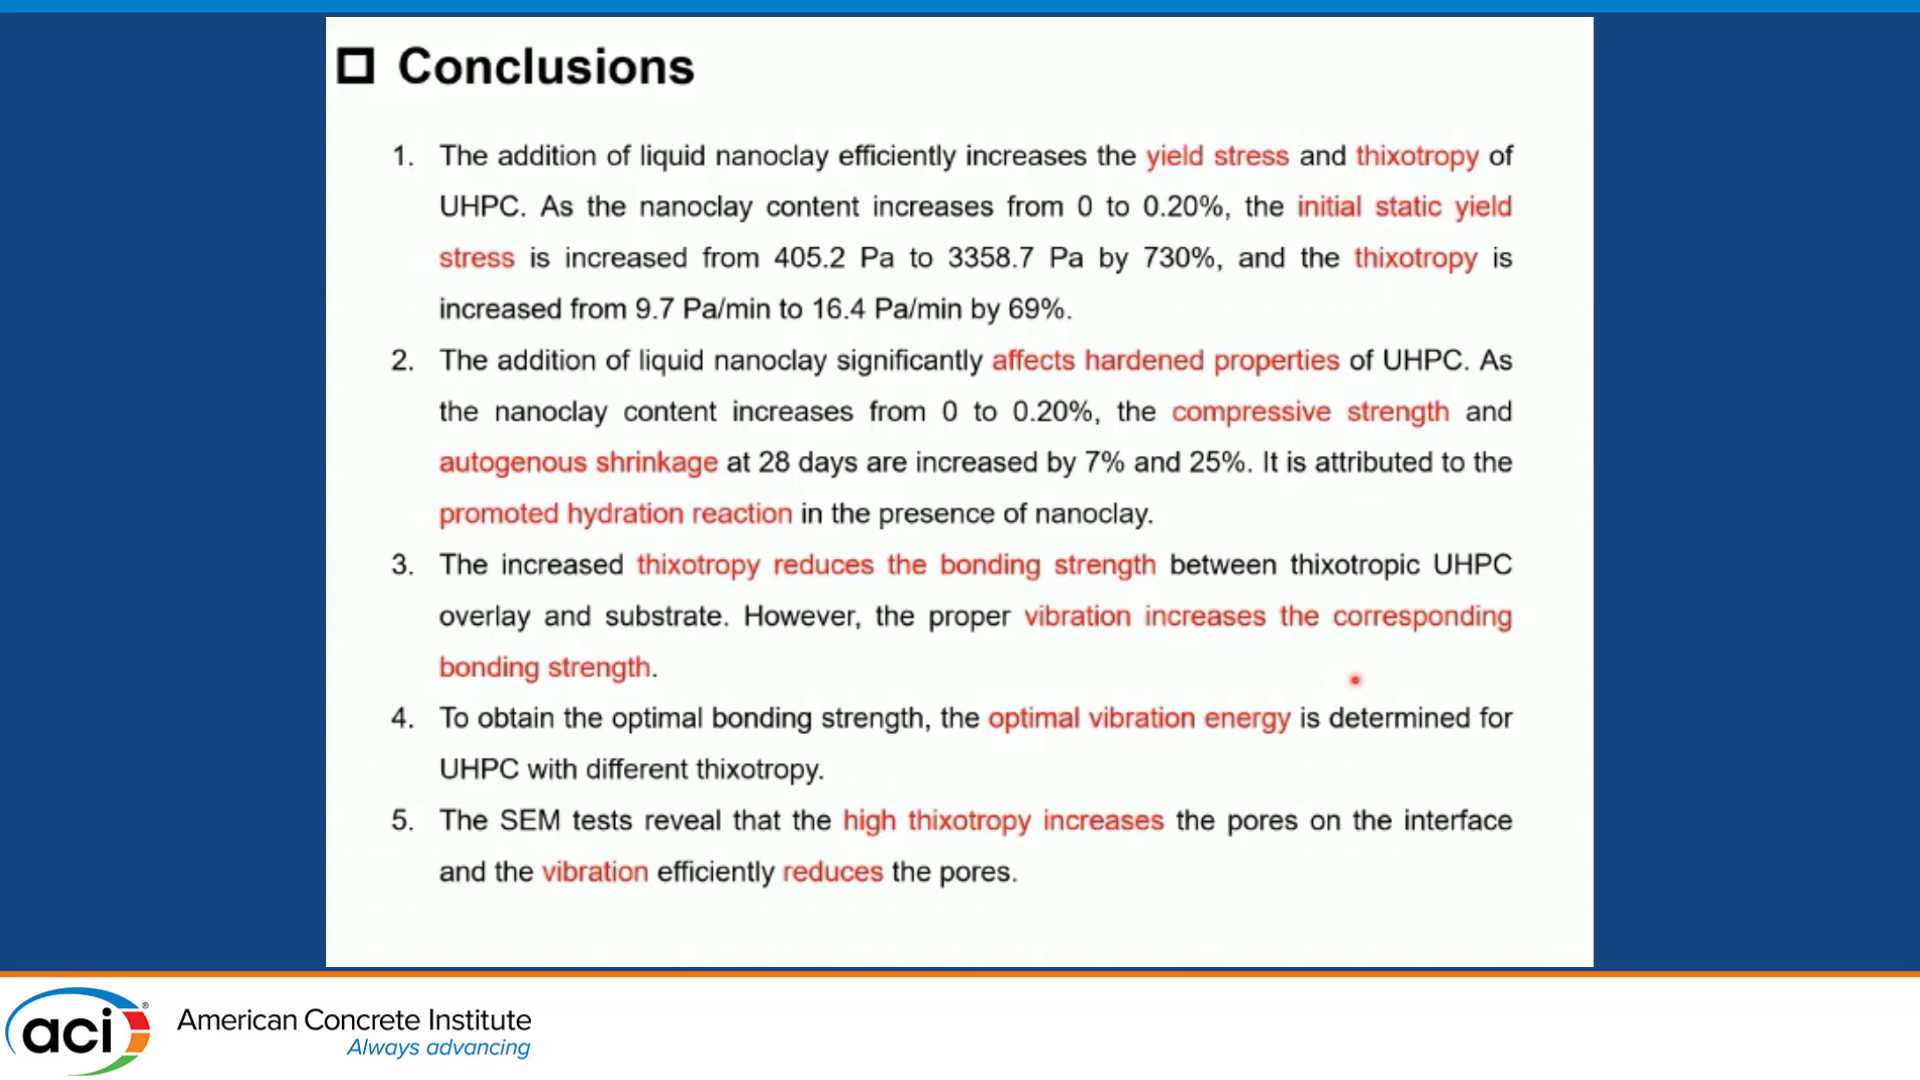 Conclusions
1. The addition of liquid nanoclay efficiently increases the yield stress and thixotropy of
UHPC. As the nanoclay content increases from 0 to 0.20%, the initial static yield
stress is increased from 405.2 Pa to 3358.7 Pa by 730%, and the thixotropy is
increased from 9.7 Pa/min to 16.4 Pa/min by 69%.
2. The addition of liquid nanoclay significantly affects hardened properties of UHPC. As
the nanoclay content increases from 0 to 0.20%, the compressive strength and
autogenous shrinkage at 28 days are increased by 7% and 25%. It is attributed to the
promoted hydration reaction in the presence of nanoclay.
3. The increased thixotropy reduces the bonding strength between thixotropic UHPC
overlay and substrate. However, the proper vibration increases the corresponding
bonding strength.
4. To obtain the optimal bonding strength, the optimal vibration energy is determined for
UHPC with different thixotropy.
5. The SEM tests reveal that the high thixotropy increases the pores on the interface
and the vibration efficiently reduces the pores.
aci®
American Concrete Institute
Always advancing